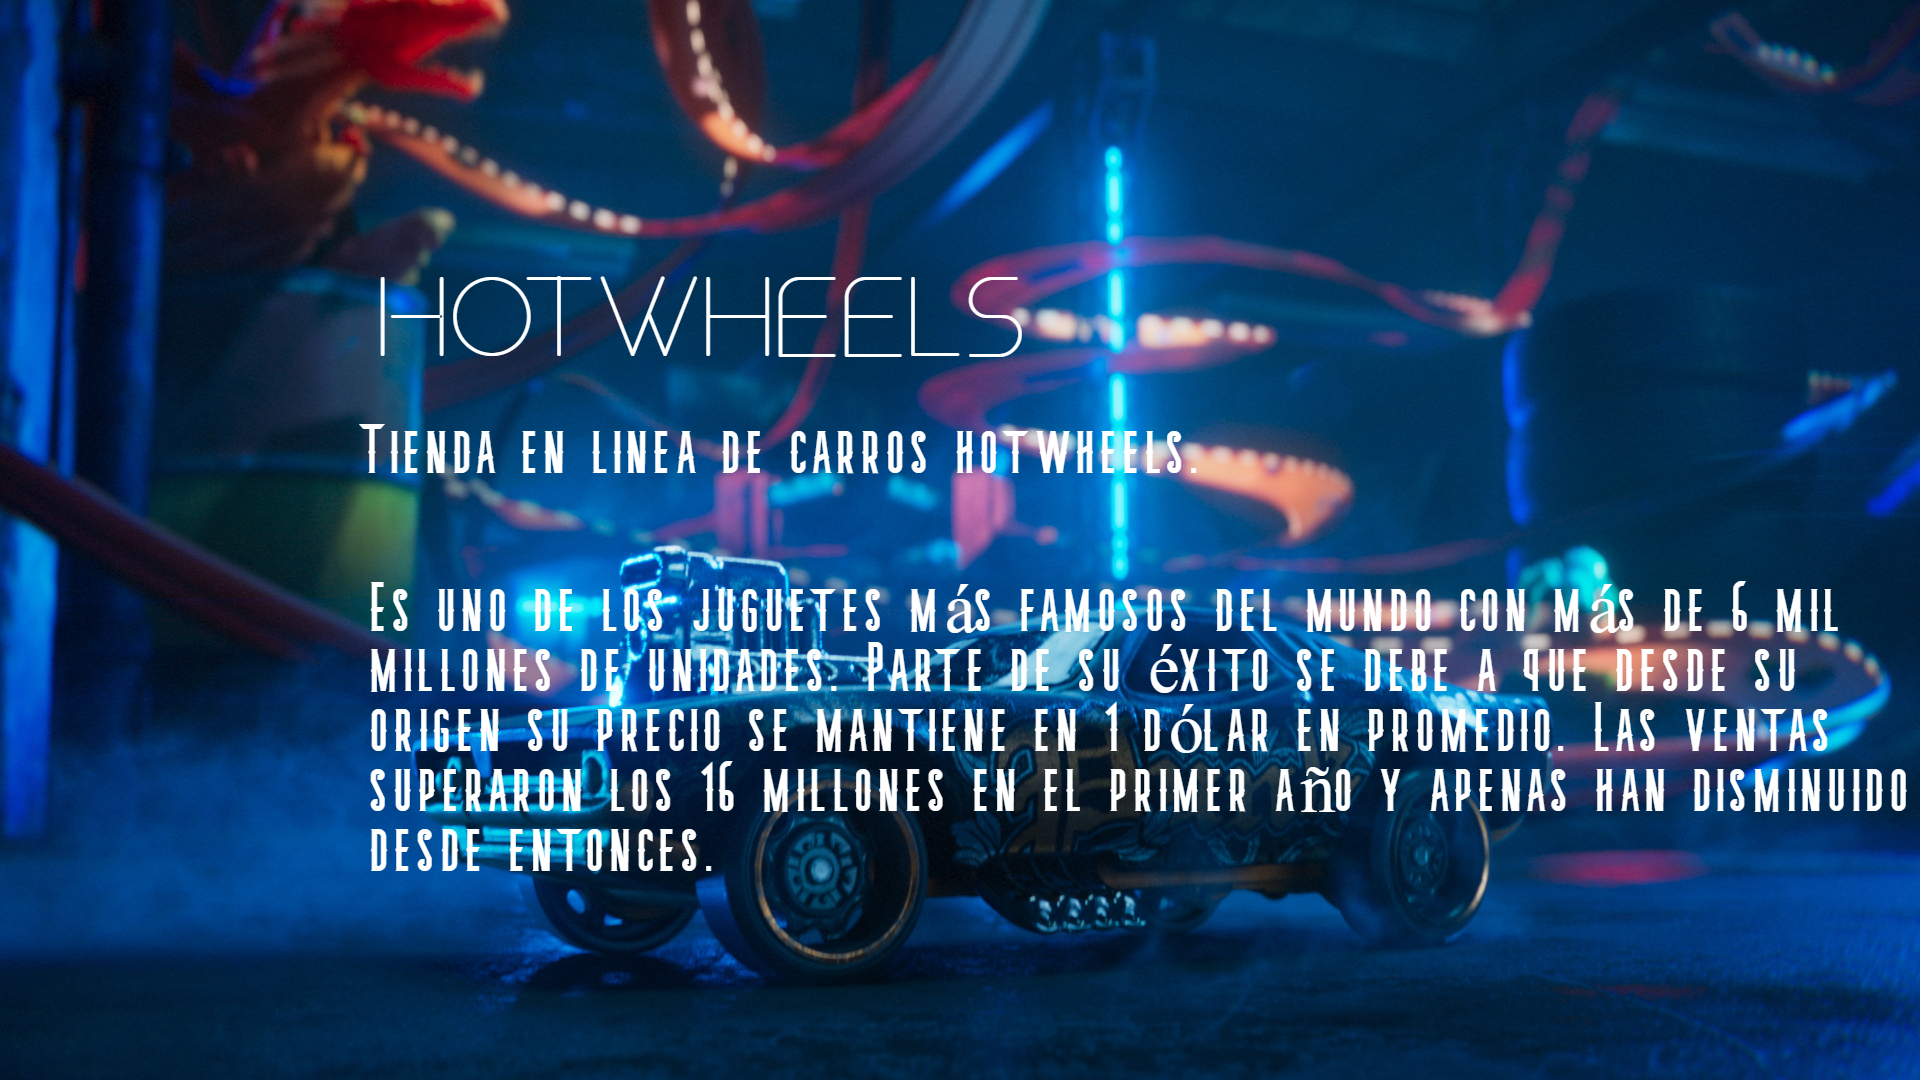 HOTWHEELS
Tienda en linea de carros hotwheels.
Es uno de los juguetes más famosos del mundo con más de 6 mil
millones de unidades. Parte de su éxito se debe a que desde su
origen su precio se mantiene en 1 dólar en promedio. Las ventas
superaron los 16 millones en el primer año y apenas han disminuido
desde entonces.